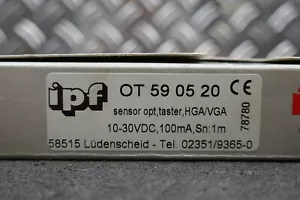 ipf
OT 59 05 20 CE
sensor opt,taster,HGA/VGA
10-30VDC,100mA,Sn:1m
58515 Lüdenscheid - Tel. 02351/9365-0
78780